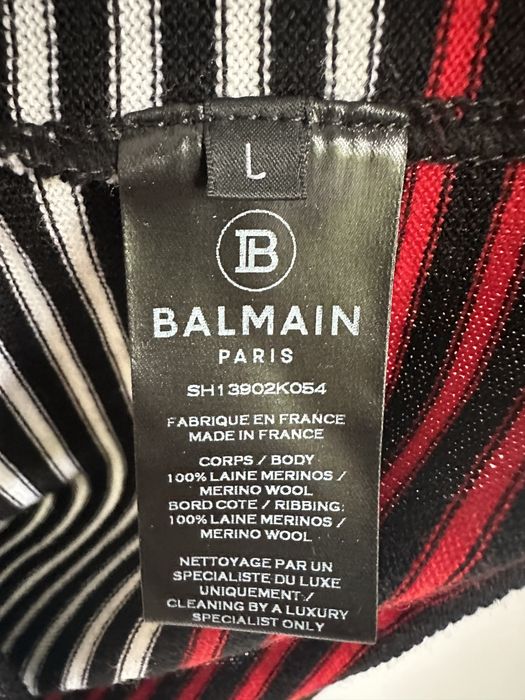 L
B
BALMAIN
PARIS
SH13902K054
FABRIQUE EN FRANCE
MADE IN FRANCE
CORPS / BODY
100% LAINE MERINOS /
MERINO WOOL
BORD COTE / RIBBING:
100% LAINE MERINOS /
MERINO WOOL
NETTOYAGE PAR UN
SPECIALISTE DU LUXE
UNIQUEMENT /
CLEANING BY A LUXURY
SPECIALIST ONLY